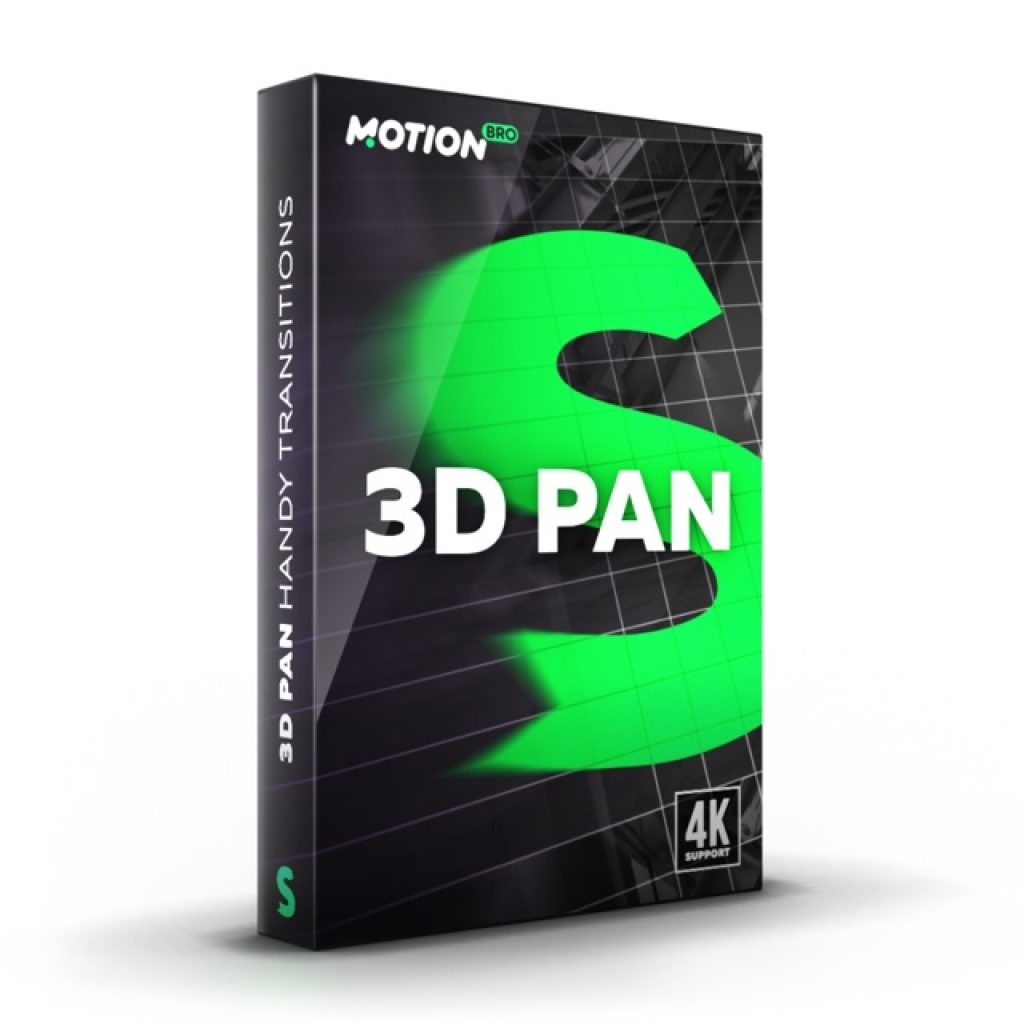 MOTION BRO
S
3D PAN
4K
SUPPORT
3D PAN HANDY TRANSITIONS
S